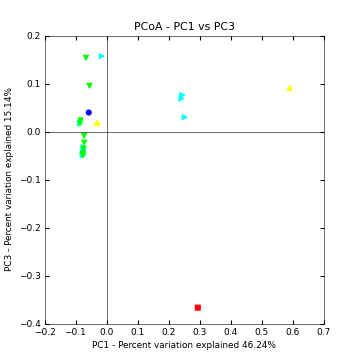 PCoA - PC1 vs PC3
0.2
0.1
0.0
−0.1
−0.2
−0.3
−0.4
PC3 - Percent variation explained 15.14%
−0.2 −0.1 0.0 0.1 0.2 0.3 0.4 0.5 0.6 0.7
PC1 - Percent variation explained 46.24%